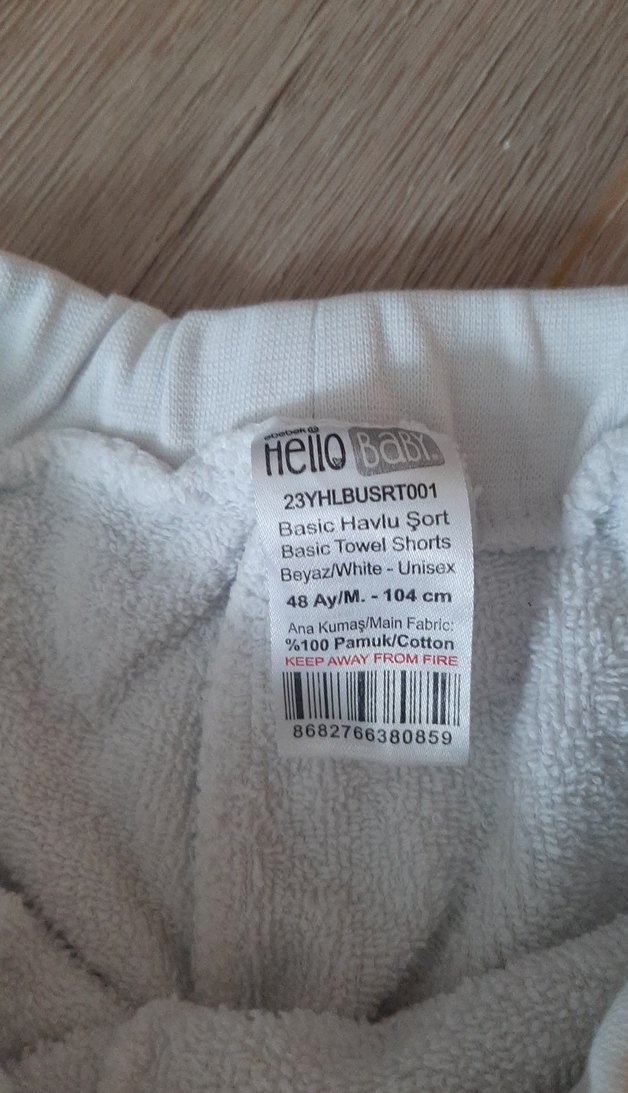 ebebek
Hello BABY
23YHLBUSRT001
Basic Havlu Şort
Basic Towel Shorts
Beyaz/White - Unisex
48 Ay/M. - 104 cm
Ana Kumaş/Main Fabric:
%100 Pamuk/Cotton
KEEP AWAY FROM FIRE
8682766380859